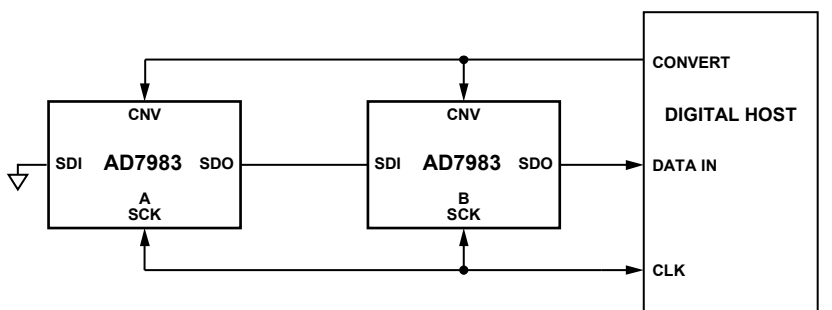 CONVERT
CNV
CNV
DIGITAL HOST
SDI AD7983 SDO
SDI AD7983 SDO
DATA IN
A
SCK
B
SCK
CLK